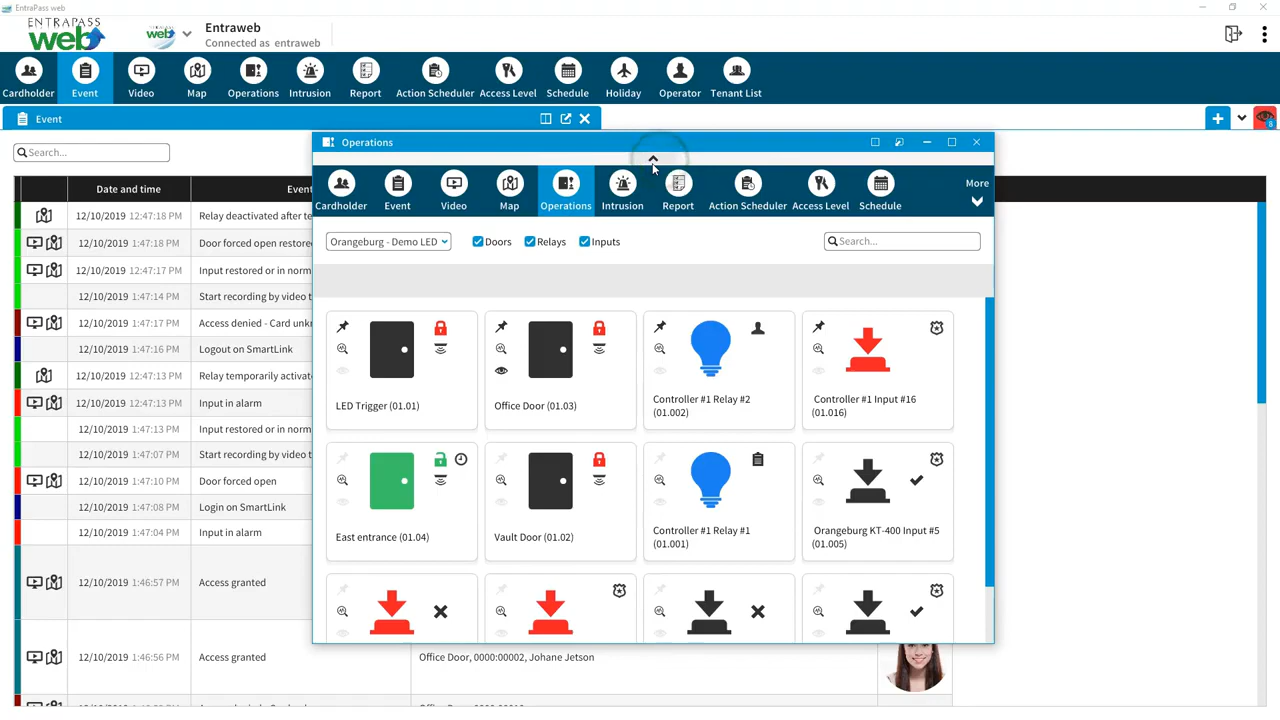 EntraPass web
ENTRAPASS
web
web
Entraweb
Connected as entraweb
Cardholder
Event
Video
Map
Operations
Intrusion
Report
Action Scheduler
Access Level
Schedule
Holiday
Operator
Tenant List
Event
8
Search...
Date and time
Event
12/10/2019 12:47:18 PM Relay deactivated after te
12/10/2019 1:47:18 PM Door forced open restore
12/10/2019 12:47:17 PM Input restored or in norm
12/10/2019 1:47:14 PM Start recording by video t
12/10/2019 1:47:17 PM Access denied - Card unk
12/10/2019 1:47:16 PM Logout on SmartLink
12/10/2019 12:47:13 PM Relay temporarily activat
12/10/2019 12:47:13 PM Input in alarm
12/10/2019 1:47:13 PM Input restored or in norm
12/10/2019 1:47:07 PM Start recording by video t
12/10/2019 1:47:10 PM Door forced open
12/10/2019 1:47:08 PM Login on SmartLink
12/10/2019 1:47:04 PM Input in alarm
12/10/2019 1:46:57 PM Access granted
12/10/2019 1:46:56 PM Access granted Office Door, 0000:00002, Johane Jetson
Operations
Cardholder
Event
Video
Map
Operations
Intrusion
Report
Action Scheduler
Access Level
Schedule
More
Orangeburg - Demo LED
Doors
Relays
Inputs
Search...
LED Trigger (01.01)
Office Door (01.03)
Controller #1 Relay #2
(01.002)
Controller #1 Input #16
(01.016)
East entrance (01.04)
Vault Door (01.02)
Controller #1 Relay #1
(01.001)
Orangeburg KT-400 Input #5
(01.005)